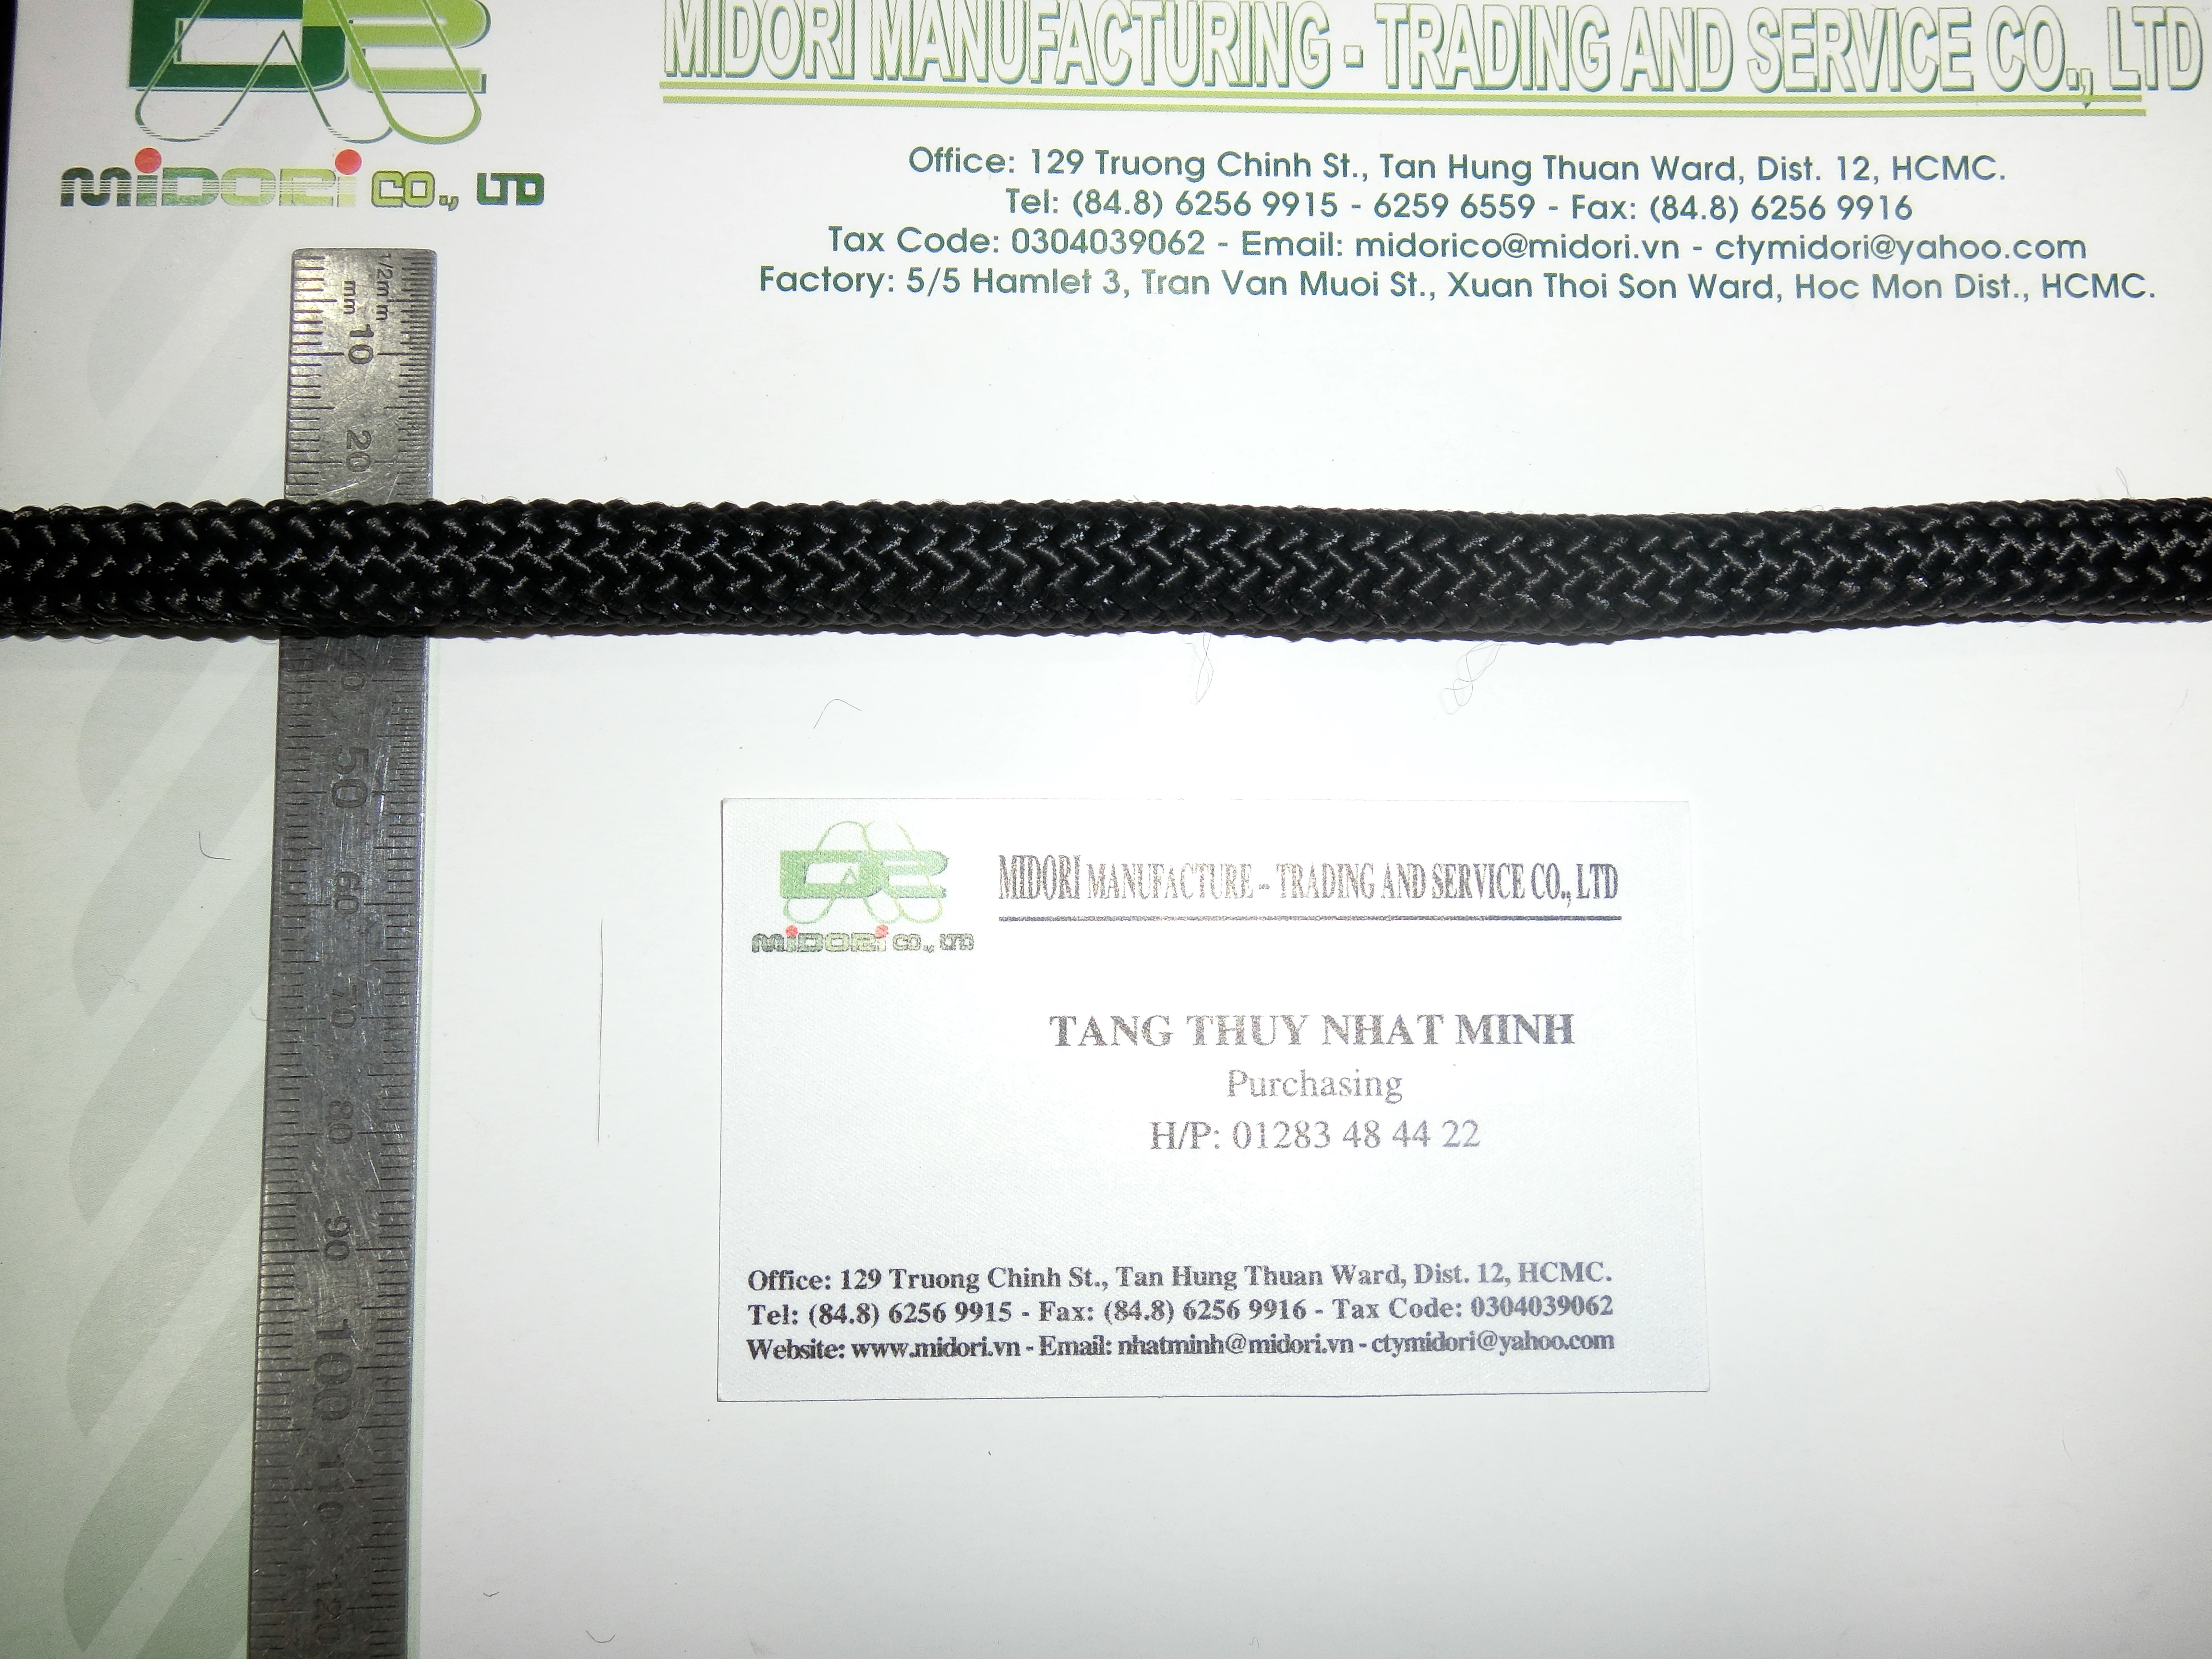 MIDORI MANUFACTURING - TRADING AND SERVICE CO., LTD
MIDORI CO., LTD
Office: 129 Truong Chinh St., Tan Hung Thuan Ward, Dist. 12, HCMC.
Tel: (84.8) 6256 9915 - 6259 6559 - Fax: (84.8) 6256 9916
Tax Code: 0304039062 - Email: midorico@midori.vn - ctymidori@yahoo.com
Factory: 5/5 Hamlet 3, Tran Van Muoi St., Xuan Thoi Son Ward, Hoc Mon Dist., HCMC.
1/2mm
mm
10
20
40
50
60
70
80
90
100
110
120
MIDORI MANUFACTURE - TRADING AND SERVICE CO., LTD
MIDORI CO., LTD
TANG THUY NHAT MINH
Purchasing
H/P: 01283 48 44 22
Office: 129 Truong Chinh St., Tan Hung Thuan Ward, Dist. 12, HCMC.
Tel: (84.8) 6256 9915 - Fax: (84.8) 6256 9916 - Tax Code: 0304039062
Website: www.midori.vn - Email: nhatminh@midori.vn - ctymidori@yahoo.com